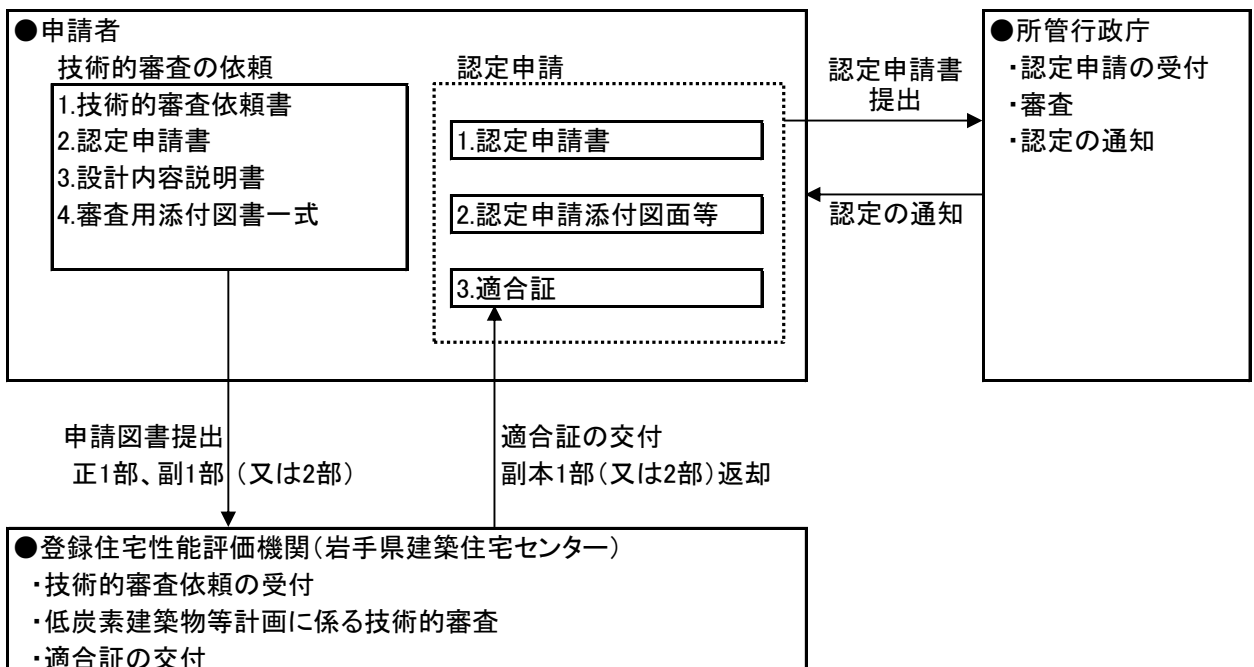 ●申請者
技術的審査の依頼
1.技術的審査依頼書
2.認定申請書
3.設計内容説明書
4.審査用添付図書一式
認定申請
1.認定申請書
2.認定申請添付図面等
3.適合証
認定申請書
提出
認定の通知
●所管行政庁
・認定申請の受付
・審査
・認定の通知
申請図書提出
正1部、副1部（又は2部）
適合証の交付
副本1部（又は2部）返却
●登録住宅性能評価機関（岩手県建築住宅センター）
・技術的審査依頼の受付
・低炭素建築物等計画に係る技術的審査
・適合証の交付